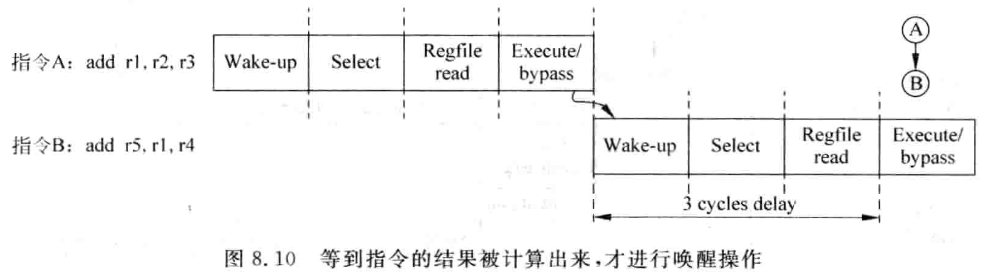 指令A: add r1, r2, r3
Wake-up
Select
Regfile
read
Execute/
bypass
A
B
指令B: add r5, r1, r4
Wake-up
Select
Regfile
read
Execute/
bypass
3 cycles delay
图 8.10 等到指令的结果被计算出来,才进行唤醒操作